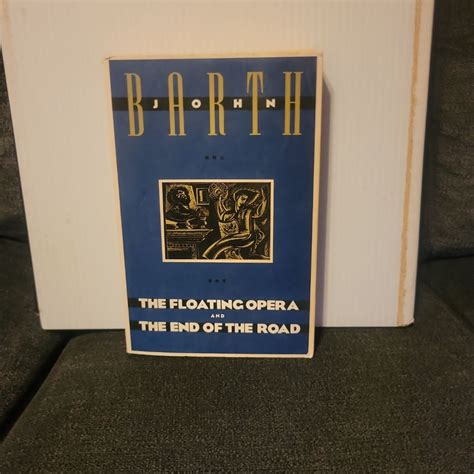 BARTH
JOHN
THE FLOATING OPERA
AND
THE END OF THE ROAD